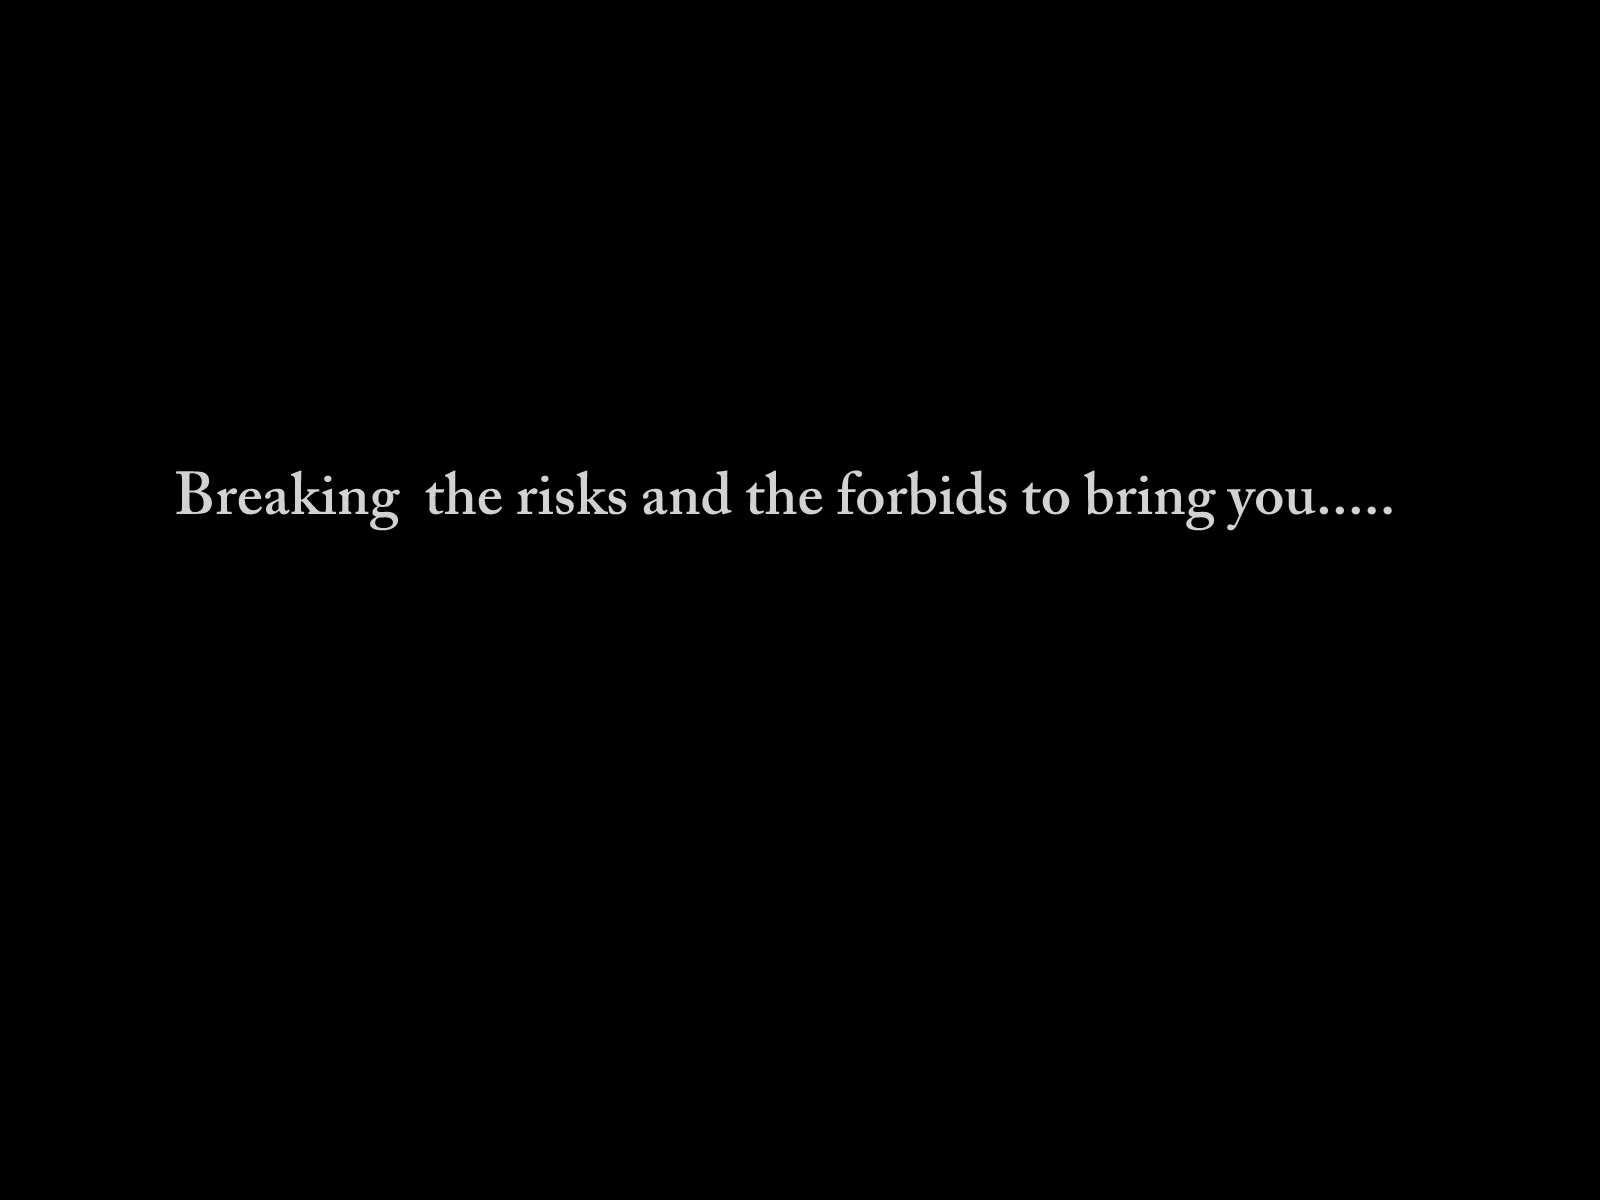 Breaking  the risks and the forbids to bring you.....